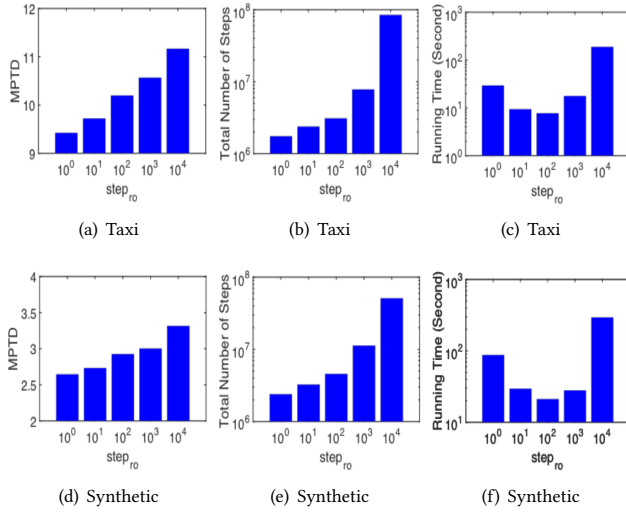 MPTD
12
11
10
9
10^0 10^1 10^2 10^3 10^4
step_ro
(a) Taxi
Total Number of Steps
10^8
10^7
10^6
10^0 10^1 10^2 10^3 10^4
step_ro
(b) Taxi
Running Time (Second)
10^3
10^2
10^1
10^0
10^0 10^1 10^2 10^3 10^4
step_ro
(c) Taxi
MPTD
4
3.5
3
2.5
2
10^0 10^1 10^2 10^3 10^4
step_ro
(d) Synthetic
Total Number of Steps
10^8
10^7
10^6
10^0 10^1 10^2 10^3 10^4
step_ro
(e) Synthetic
Running Time (Second)
10^3
10^2
10^1
10^0 10^1 10^2 10^3 10^4
step_ro
(f) Synthetic